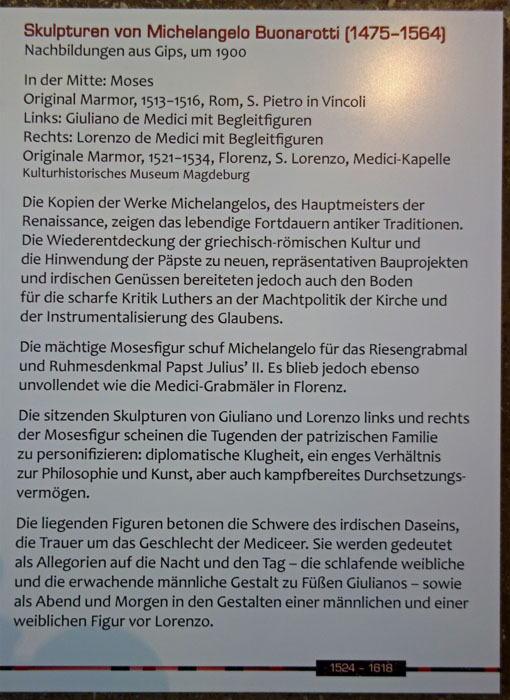 Skulpturen von Michelangelo Buonarotti (1475–1564)
Nachbildungen aus Gips, um 1900
In der Mitte: Moses
Original Marmor, 1513–1516, Rom, S. Pietro in Vincoli
Links: Giuliano de Medici mit Begleitfiguren
Rechts: Lorenzo de Medici mit Begleitfiguren
Originale Marmor, 1521–1534, Florenz, S. Lorenzo, Medici-Kapelle
Kulturhistorisches Museum Magdeburg
Die Kopien der Werke Michelangelos, des Hauptmeisters der
Renaissance, zeigen das lebendige Fortdauern antiker Traditionen.
Die Wiederentdeckung der griechisch-römischen Kultur und
die Hinwendung der Päpste zu neuen, repräsentativen Bauprojekten
und irdischen Genüssen bereiteten jedoch auch den Boden
für die scharfe Kritik Luthers an der Machtpolitik der Kirche und
der Instrumentalisierung des Glaubens.
Die mächtige Mosesfigur schuf Michelangelo für das Riesengrabmal
und Ruhmesdenkmal Papst Julius’ II. Es blieb jedoch ebenso
unvollendet wie die Medici-Grabmäler in Florenz.
Die sitzenden Skulpturen von Giuliano und Lorenzo links und rechts
der Mosesfigur scheinen die Tugenden der patrizischen Familie
zu personifizieren: diplomatische Klugheit, ein enges Verhältnis
zur Philosophie und Kunst, aber auch kampfbereites Durchsetzungs-
vermögen.
Die liegenden Figuren betonen die Schwere des irdischen Daseins,
die Trauer um das Geschlecht der Mediceer. Sie werden gedeutet
als Allegorien auf die Nacht und den Tag – die schlafende weibliche
und die erwachende männliche Gestalt zu Füßen Giulianos – sowie
als Abend und Morgen in den Gestalten einer männlichen und einer
weiblichen Figur vor Lorenzo.
1524 – 1618